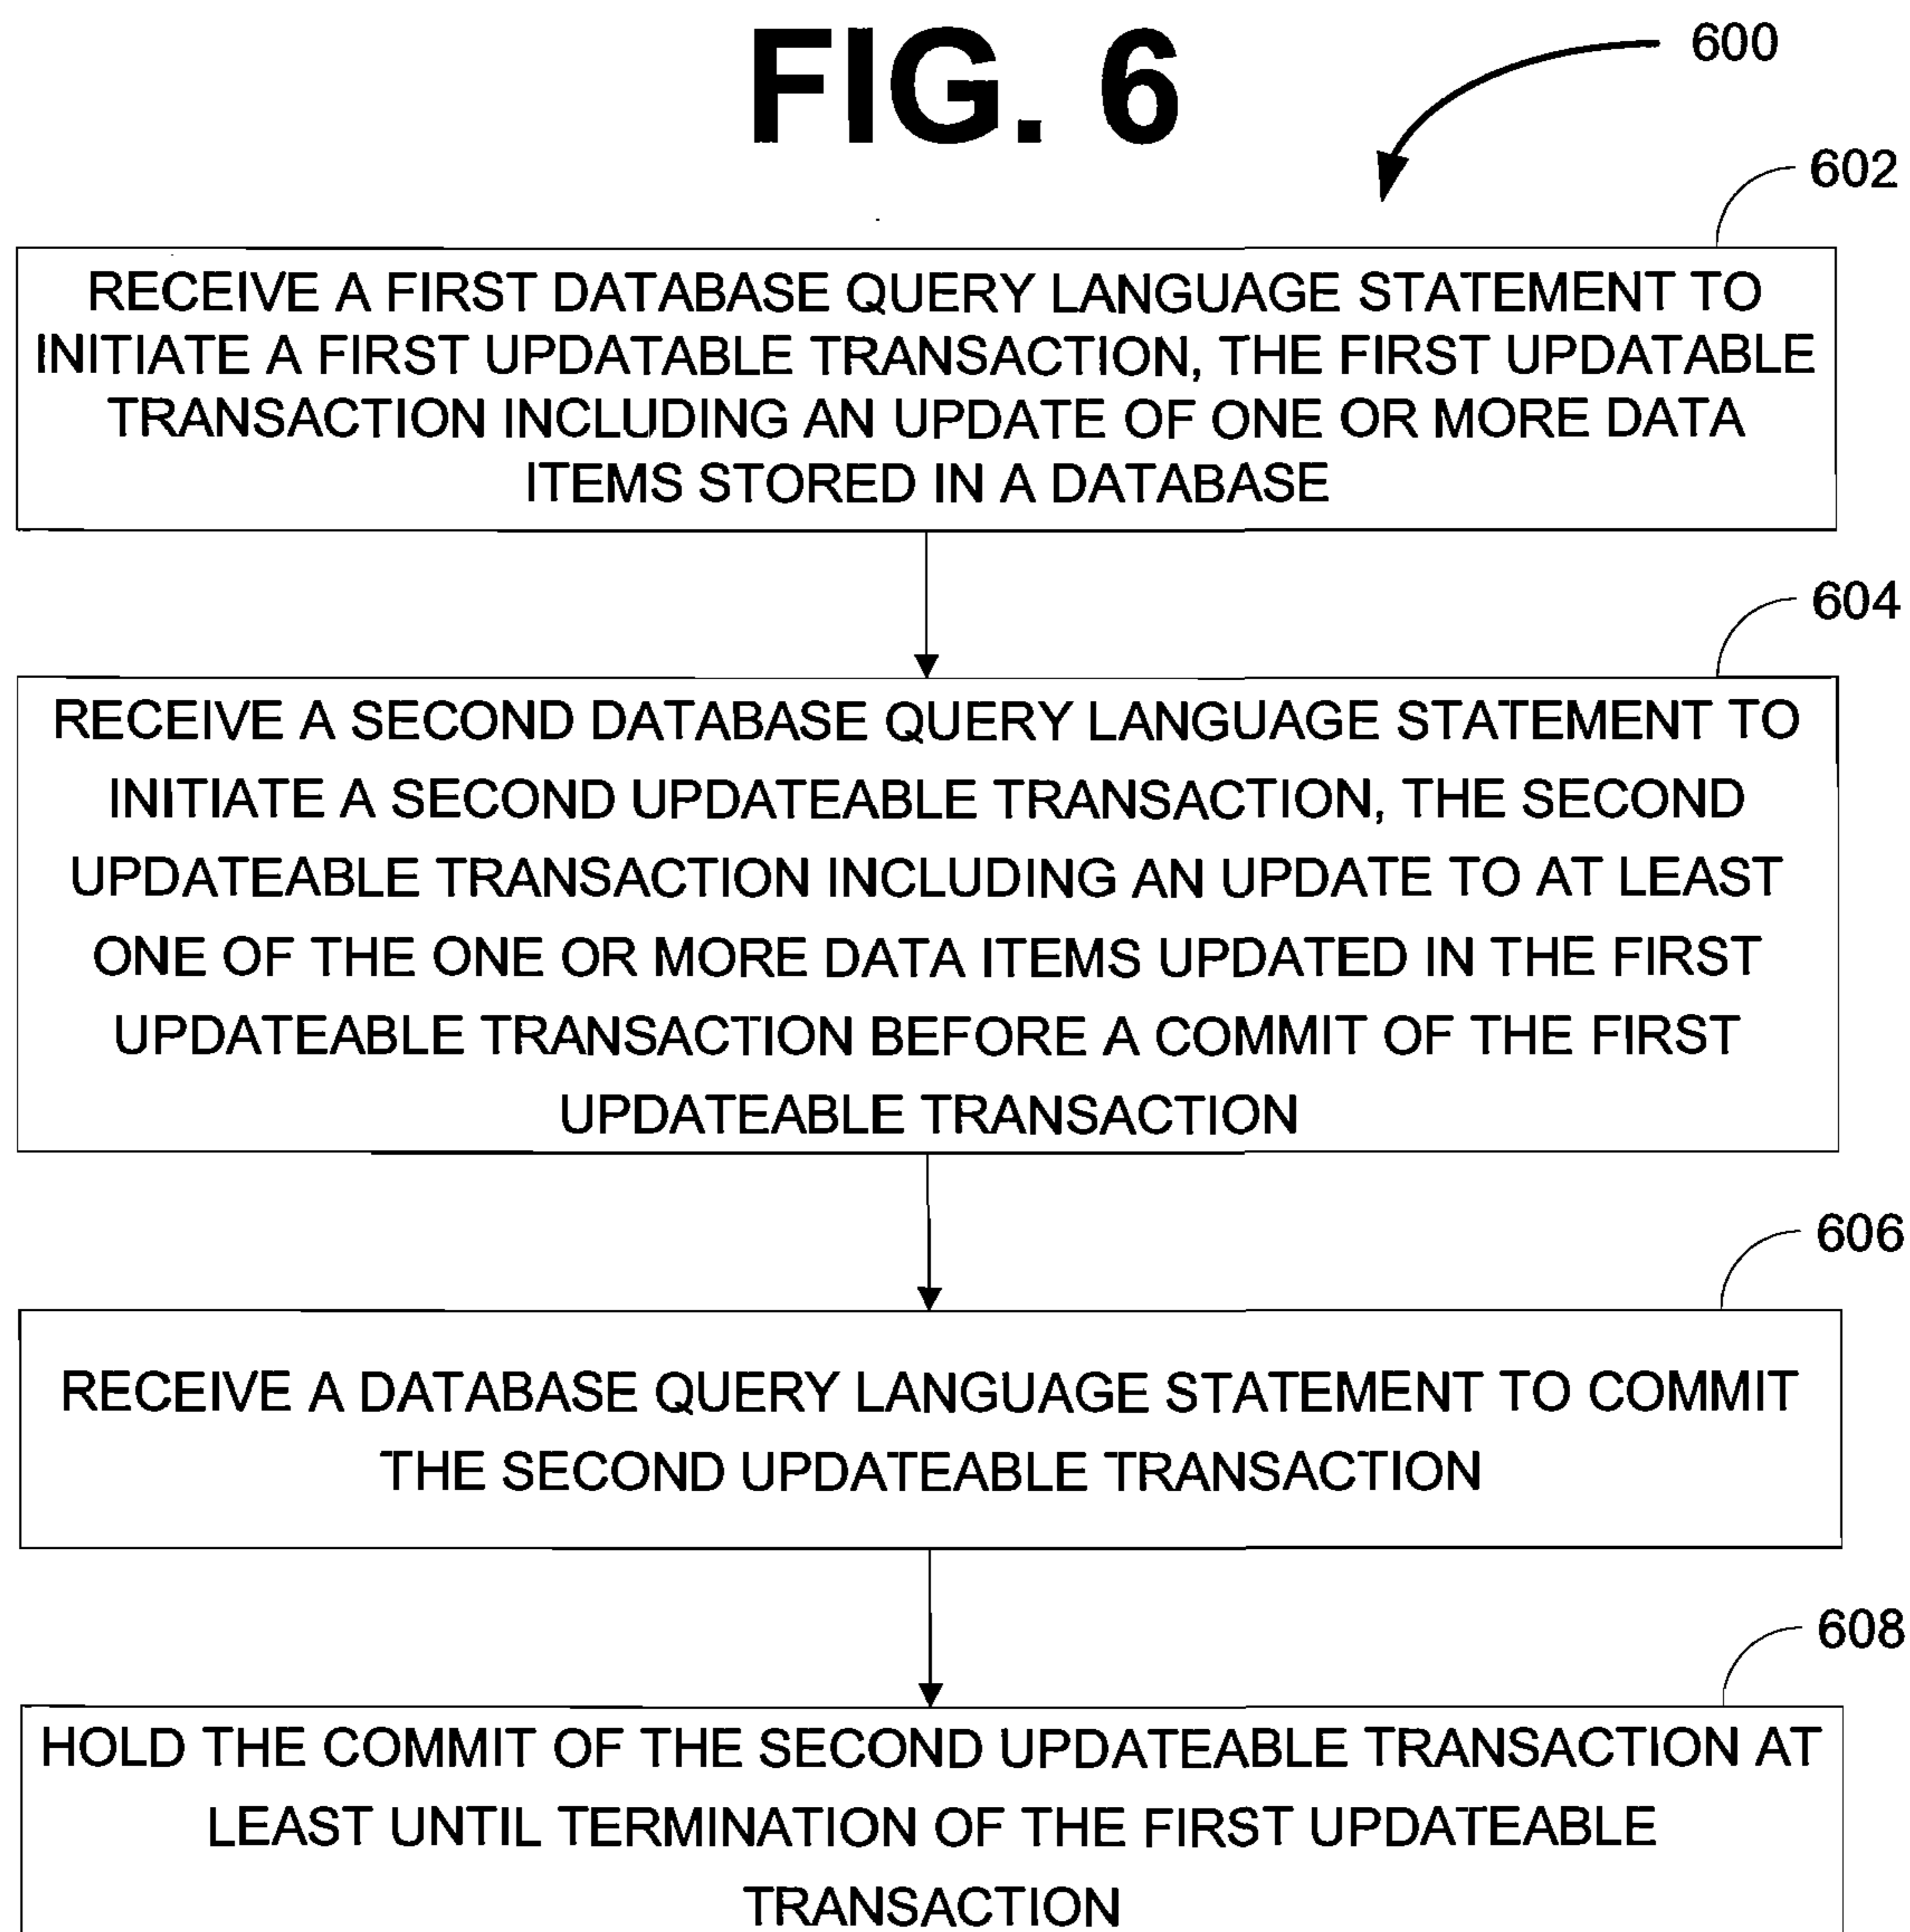 FIG. 6
600
602
RECEIVE A FIRST DATABASE QUERY LANGUAGE STATEMENT TO
INITIATE A FIRST UPDATABLE TRANSACTION, THE FIRST UPDATABLE
TRANSACTION INCLUDING AN UPDATE OF ONE OR MORE DATA
ITEMS STORED IN A DATABASE
604
RECEIVE A SECOND DATABASE QUERY LANGUAGE STATEMENT TO
INITIATE A SECOND UPDATEABLE TRANSACTION, THE SECOND
UPDATEABLE TRANSACTION INCLUDING AN UPDATE TO AT LEAST
ONE OF THE ONE OR MORE DATA ITEMS UPDATED IN THE FIRST
UPDATEABLE TRANSACTION BEFORE A COMMIT OF THE FIRST
UPDATEABLE TRANSACTION
606
RECEIVE A DATABASE QUERY LANGUAGE STATEMENT TO COMMIT
THE SECOND UPDATEABLE TRANSACTION
608
HOLD THE COMMIT OF THE SECOND UPDATEABLE TRANSACTION AT
LEAST UNTIL TERMINATION OF THE FIRST UPDATEABLE
TRANSACTION